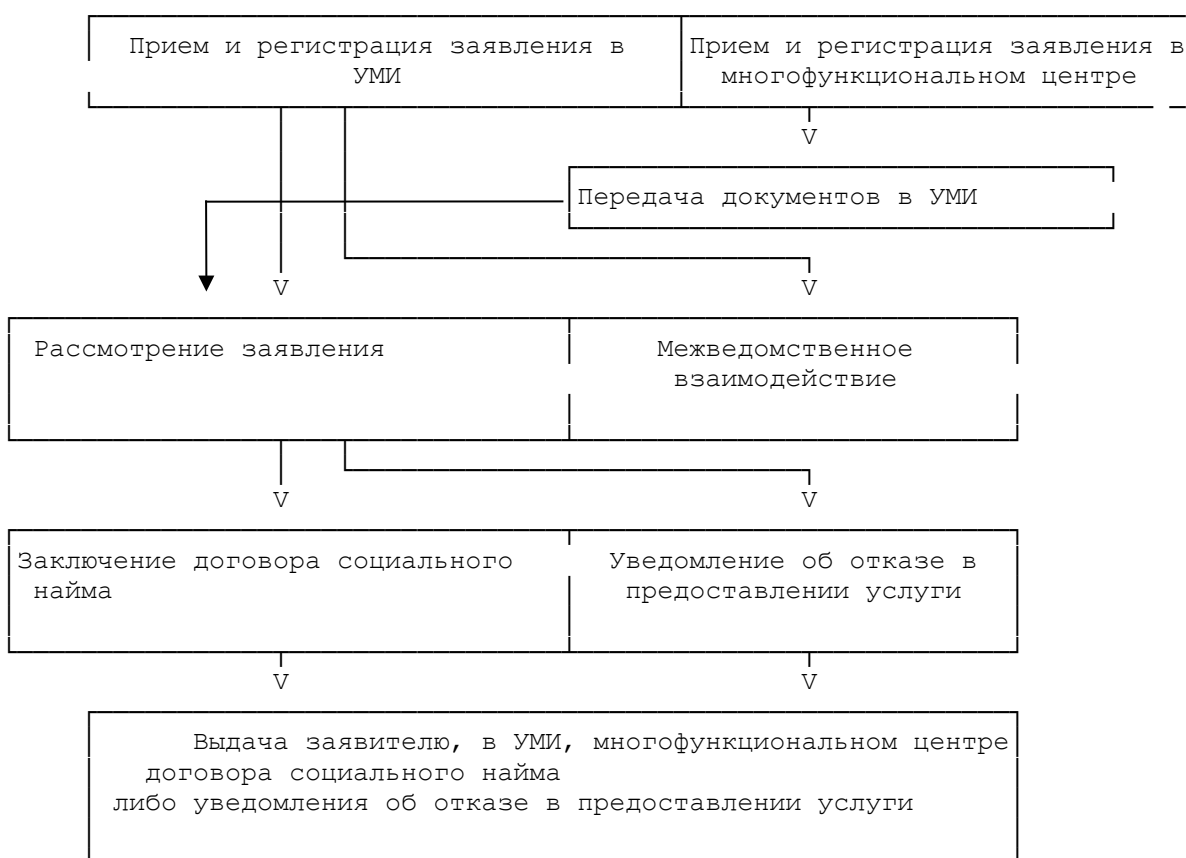 Прием и регистрация заявления в
УМИ
Прием и регистрация заявления в
многофункциональном центре
V
Передача документов в УМИ
V
V
Рассмотрение заявления
Межведомственное
взаимодействие
V
V
Заключение договора социального
найма
Уведомление об отказе в
предоставлении услуги
V
V
Выдача заявителю, в УМИ, многофункциональном центре
договора социального найма
либо уведомления об отказе в предоставлении услуги